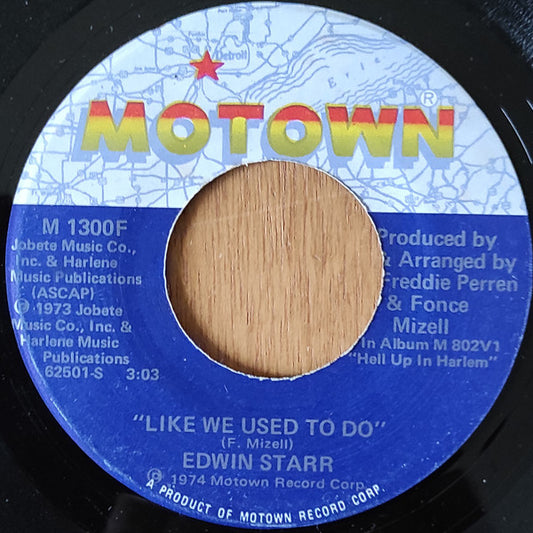 Detroit
Erie
MOTOWN®
M 1300F
Jobete Music Co.,
Inc. & Harlene
Music Publications
(ASCAP)
℗ 1973 Jobete
Music Co., Inc. &
Harlene Music
Publications
62501-S 3:03
Produced by
& Arranged by
Freddie Perren
& Fonce
Mizell
In Album M 802V1
"Hell Up In Harlem"
"LIKE WE USED TO DO"
(F. Mizell)
EDWIN STARR
℗ 1974 Motown Record Corp.
A PRODUCT OF MOTOWN RECORD CORP.